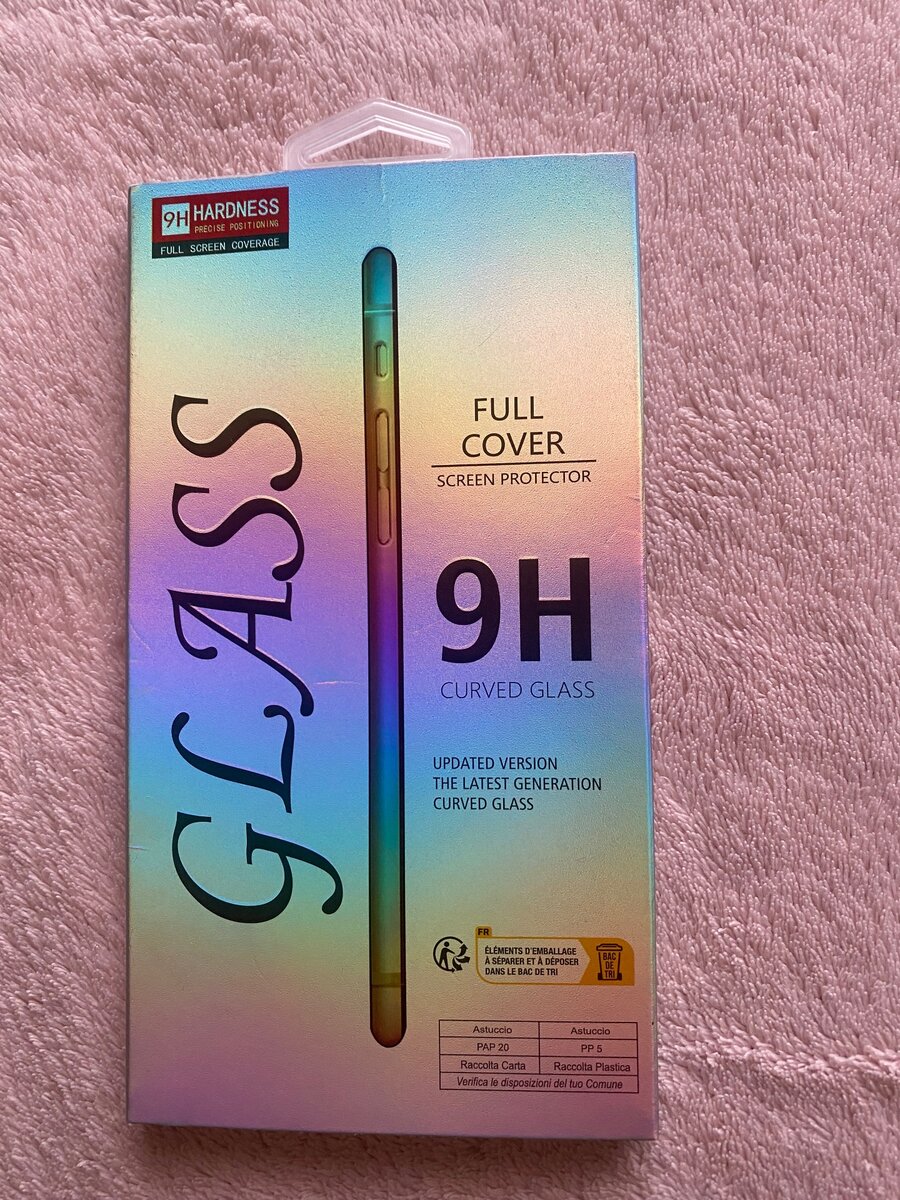 9H HARDNESS
PRECISE POSITIONING
FULL SCREEN COVERAGE
GLASS
FULL
COVER
SCREEN PROTECTOR
9H
CURVED GLASS
UPDATED VERSION
THE LATEST GENERATION
CURVED GLASS
FR
ÉLÉMENTS D'EMBALLAGE
À SÉPARER ET À DÉPOSER
DANS LE BAC DE TRI
BAC
DE
TRI
Astuccio Astuccio
PAP 20 PP 5
Raccolta Carta Raccolta Plastica
Verifica le disposizioni del tuo Comune